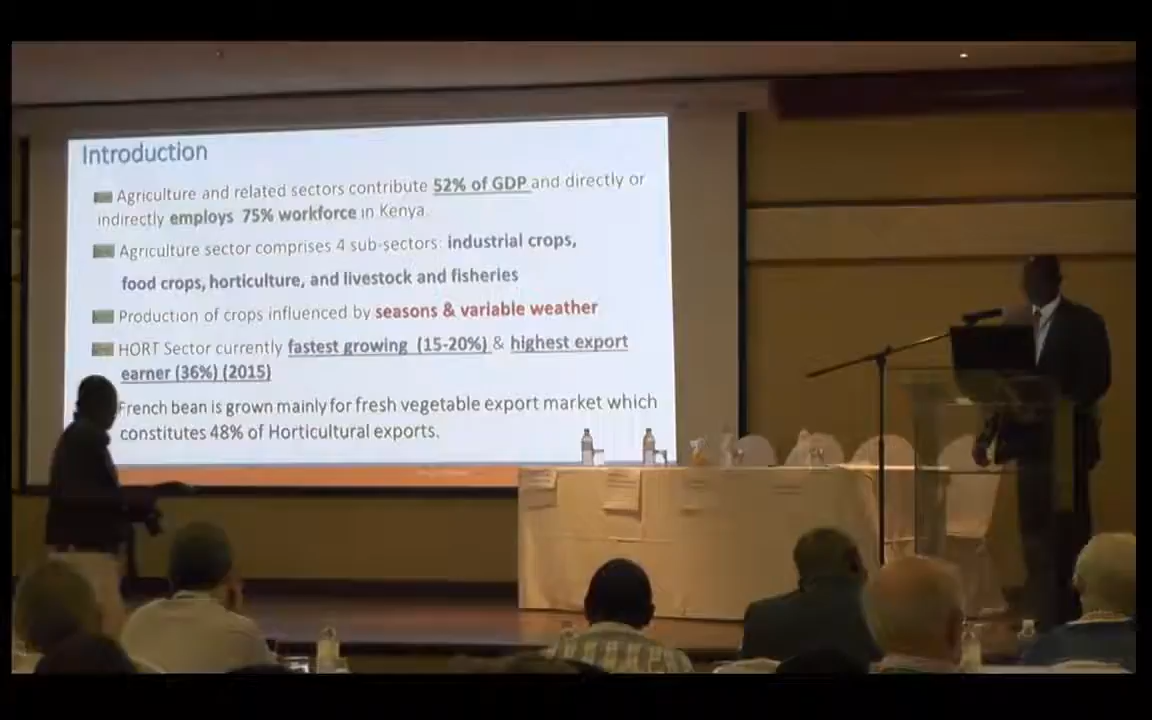 Introduction
Agriculture and related sectors contribute 52% of GDP and directly or
indirectly employs 75% workforce in Kenya.
Agriculture sector comprises 4 sub-sectors: industrial crops,
food crops, horticulture, and livestock and fisheries
Production of crops influenced by seasons & variable weather
HORT Sector currently fastest growing (15-20%) & highest export
earner (36%) (2015)
French bean is grown mainly for fresh vegetable export market which
constitutes 48% of Horticultural exports.